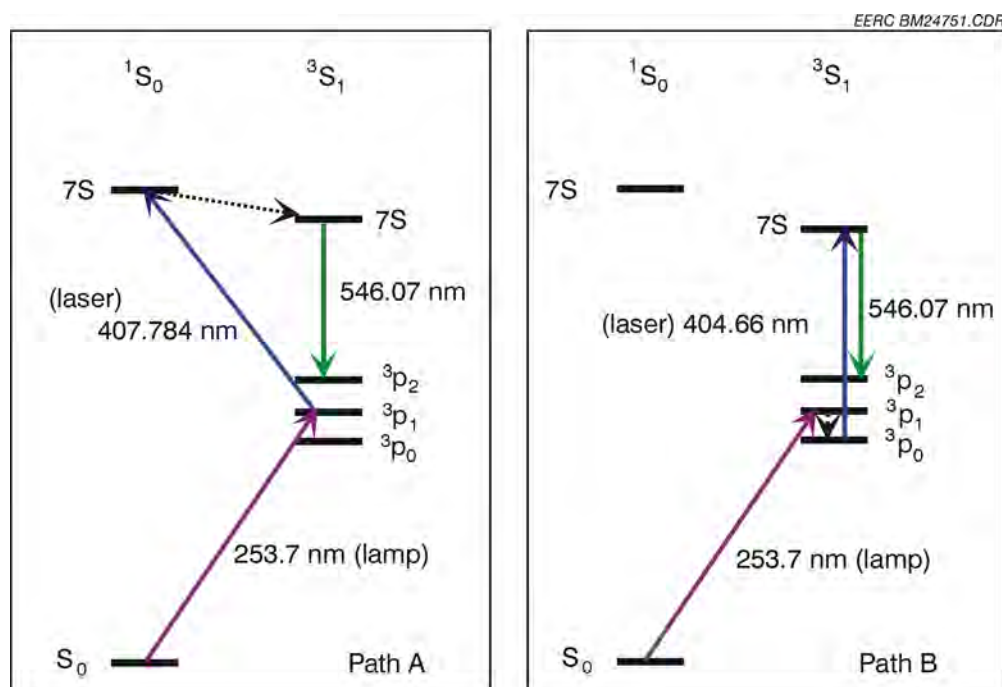 EERC BM24751.CDR
¹S₀ ³S₁
7S
7S
(laser)
407.784 nm
546.07 nm
³p₂
³p₁
³p₀
253.7 nm (lamp)
S₀
Path A
¹S₀ ³S₁
7S
7S
(laser) 404.66 nm
546.07 nm
³p₂
³p₁
³p₀
253.7 nm (lamp)
S₀
Path B